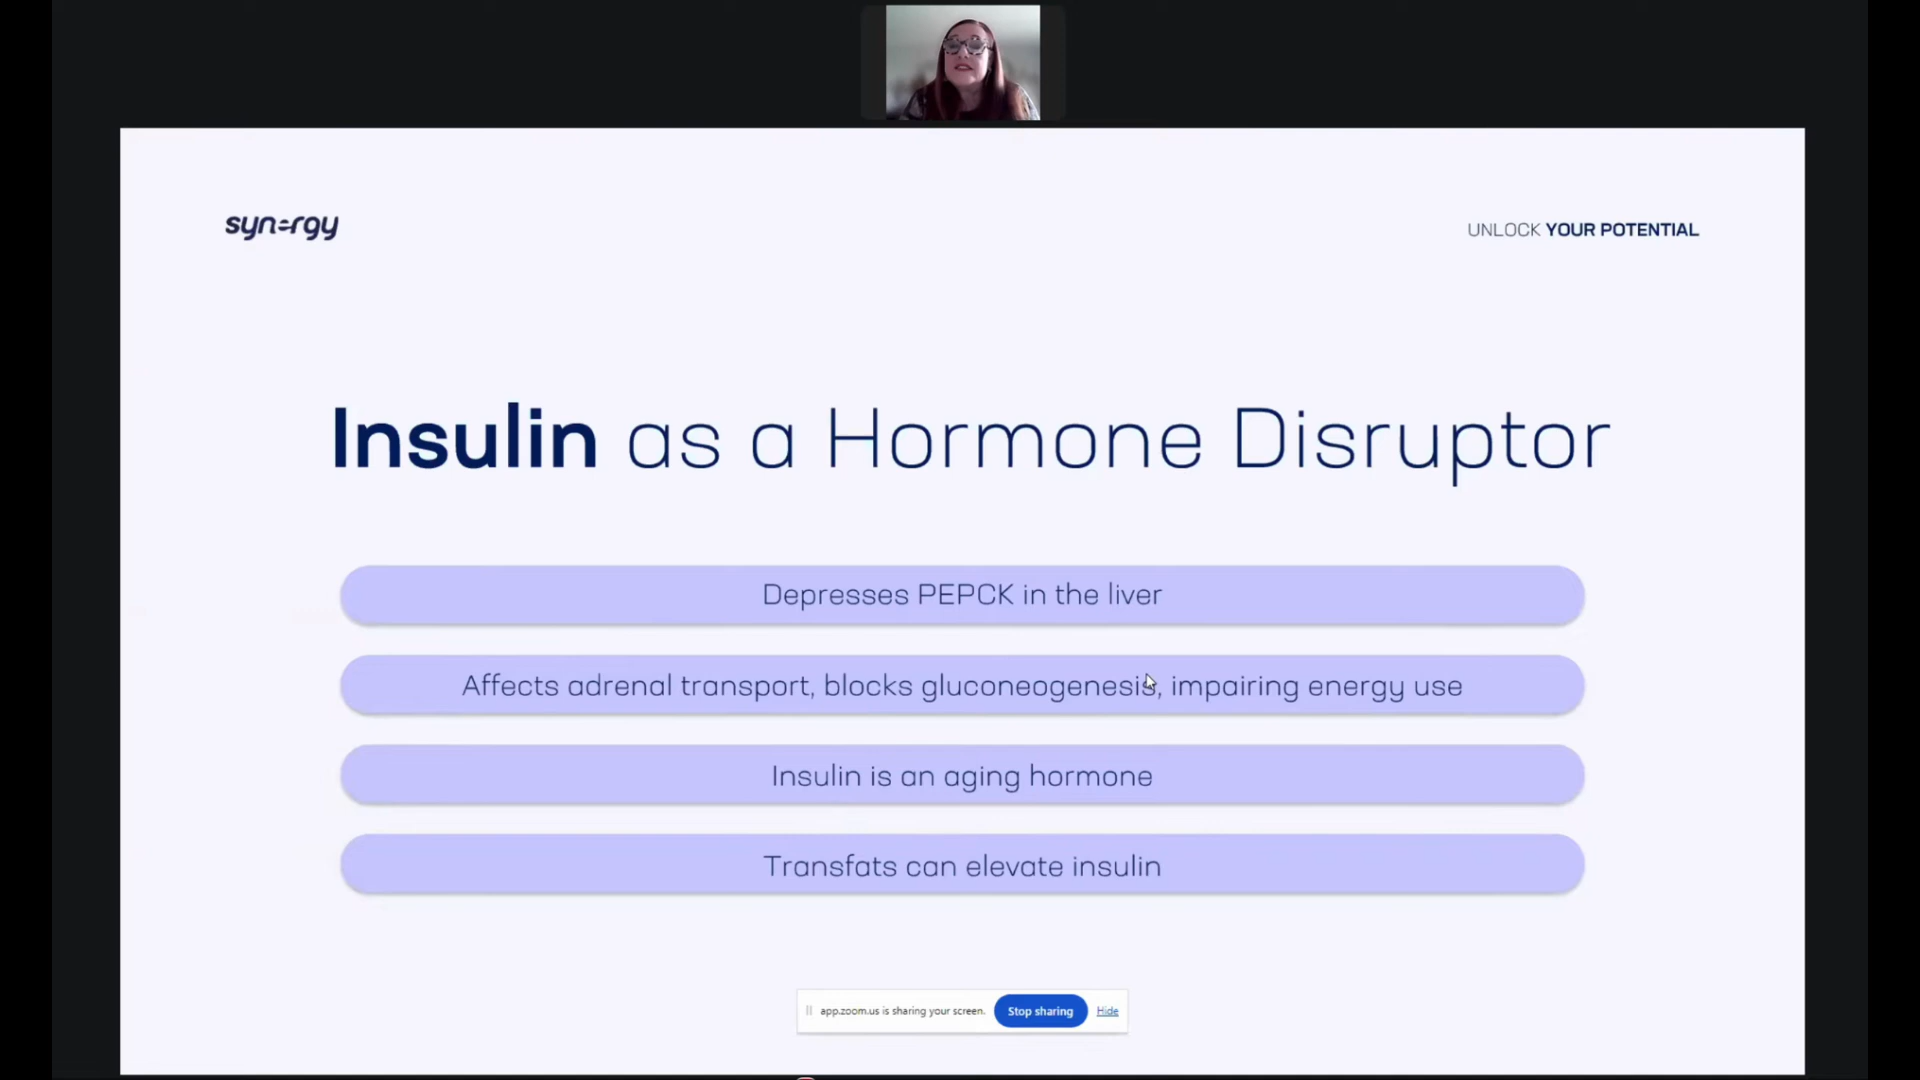 synergy
UNLOCK YOUR POTENTIAL
Insulin as a Hormone Disruptor
Depresses PEPCK in the liver
Affects adrenal transport, blocks gluconeogenesis, impairing energy use
Insulin is an aging hormone
Transfats can elevate insulin
app.zoom.us is sharing your screen. Stop sharing Hide